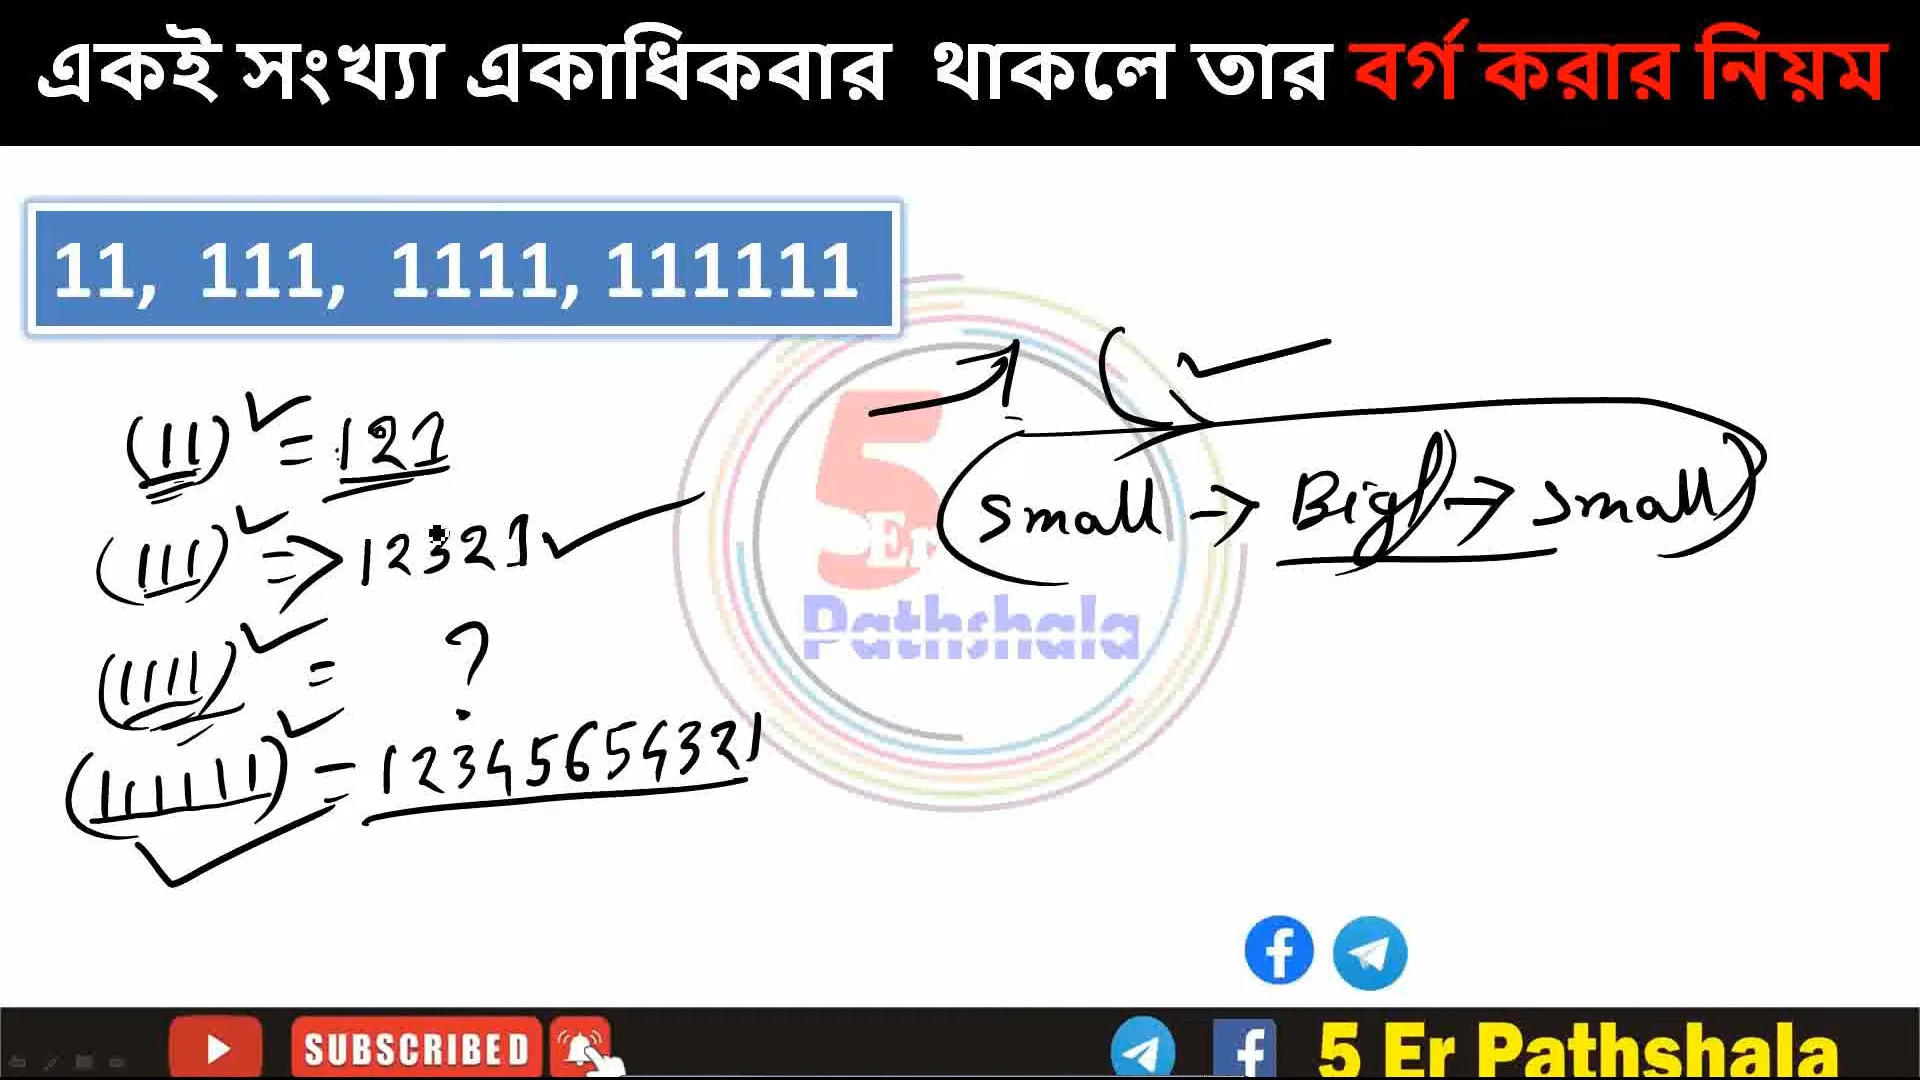 একই সংখ্যা একাধিকবার থাকলে তার বর্গ করার নিয়ম
11, 111, 1111, 111111
(11)² = 121
(111)² => 12321
(1111)² = ?
(111111)² = 12345654321
small → Big → small
5
Er
Pathshala
SUBSCRIBED
5 Er Pathshala